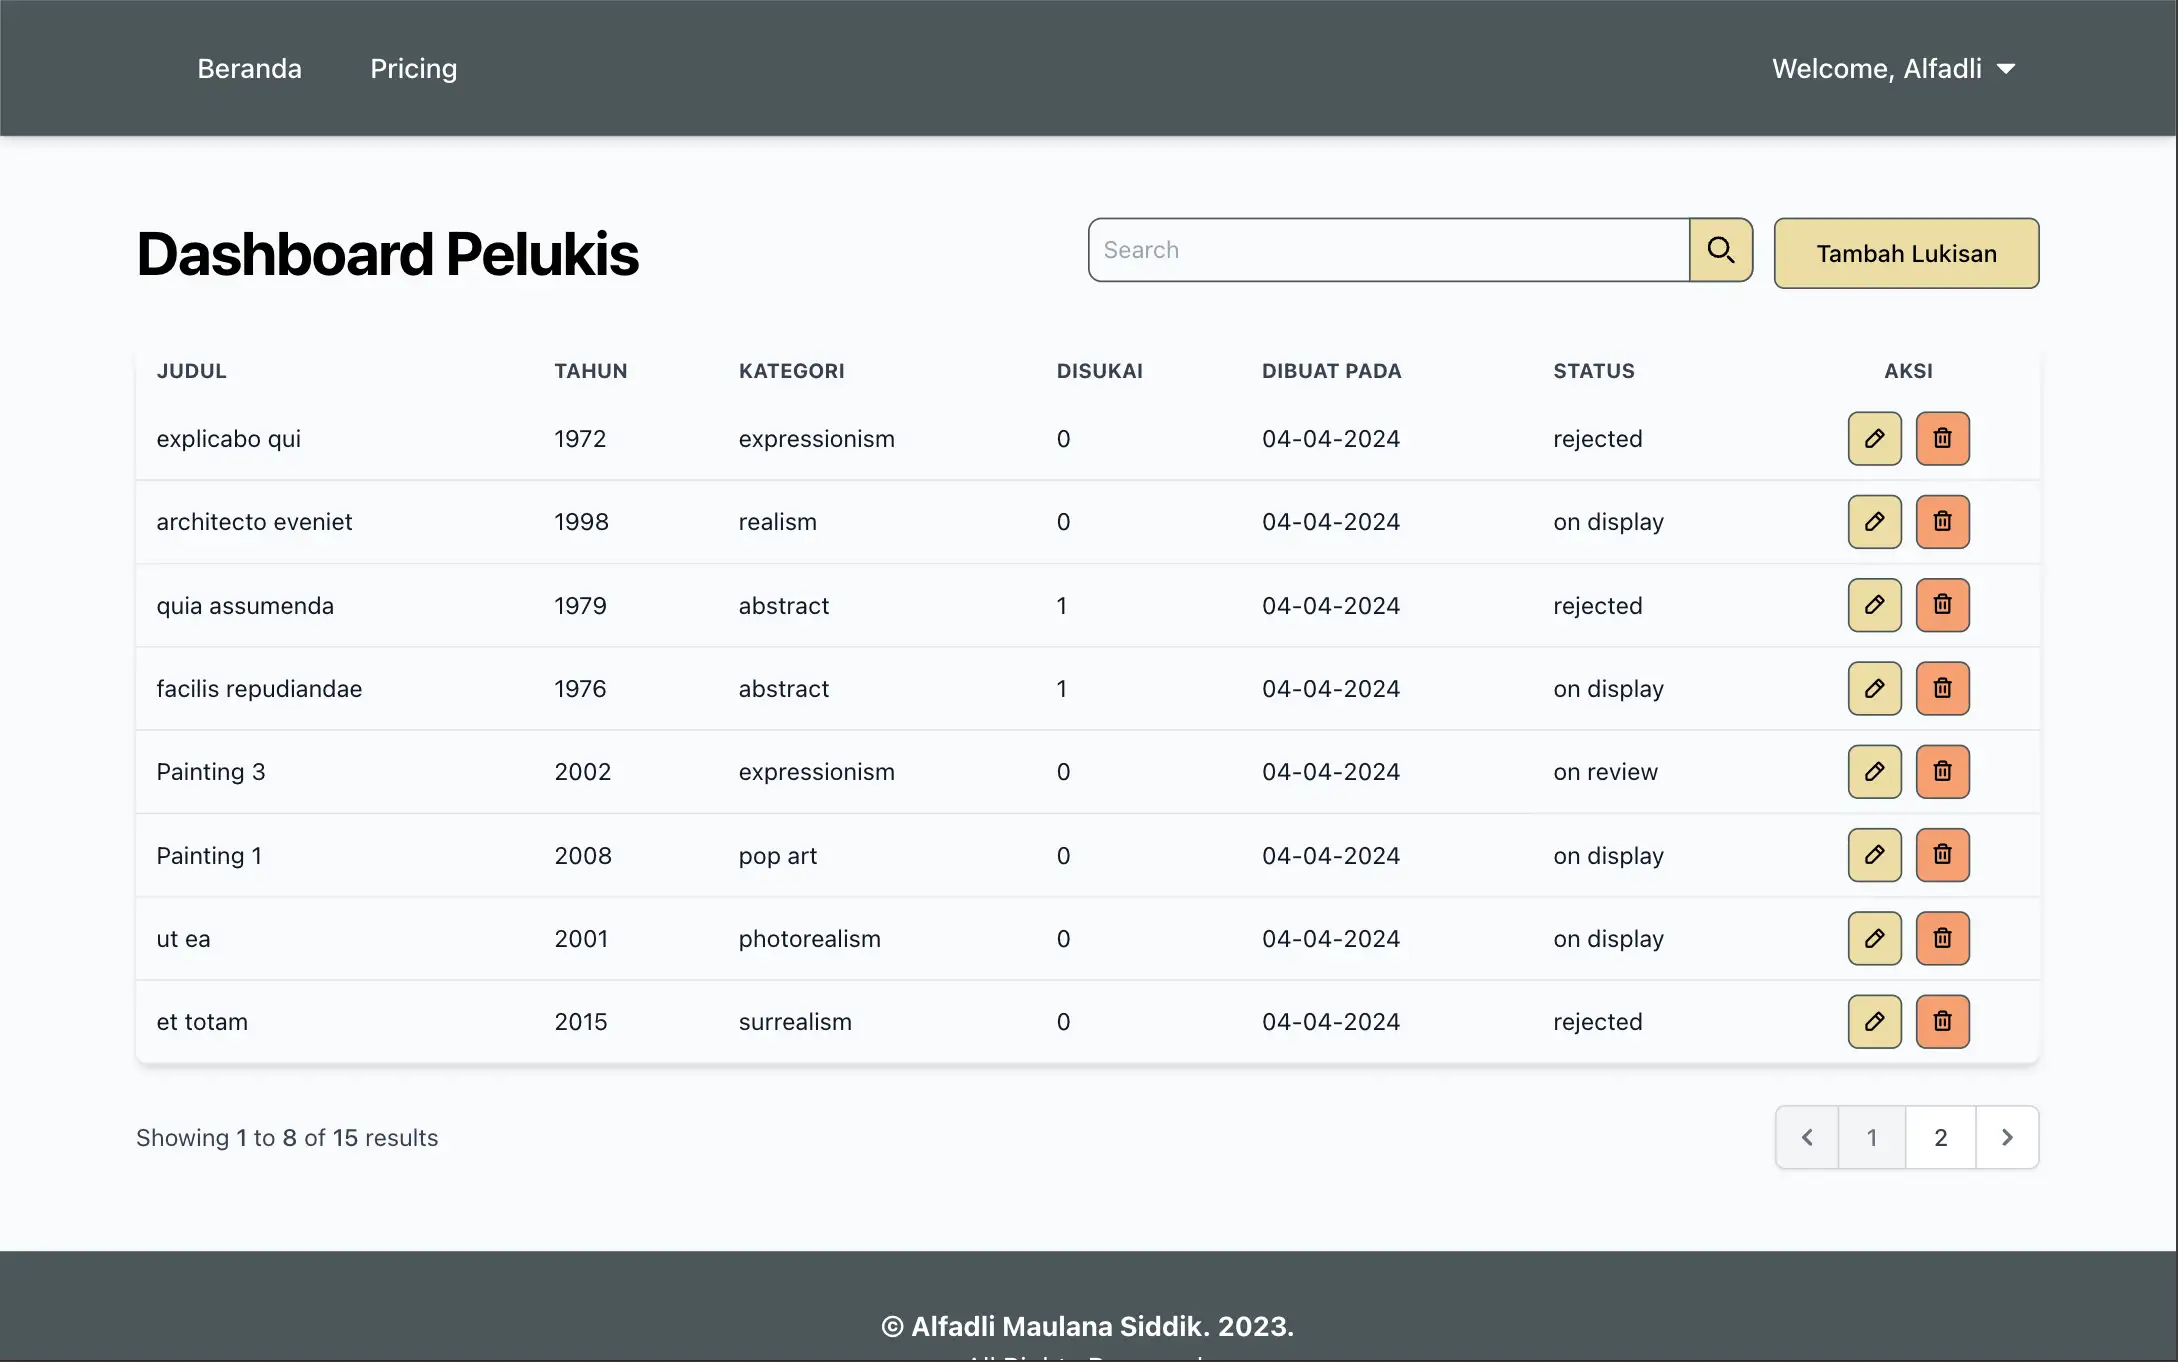 Beranda Pricing Welcome, Alfadli
Dashboard Pelukis Search Tambah Lukisan
JUDUL TAHUN KATEGORI DISUKAI DIBUAT PADA STATUS AKSI
explicabo qui 1972 expressionism 0 04-04-2024 rejected
architecto eveniet 1998 realism 0 04-04-2024 on display
quia assumenda 1979 abstract 1 04-04-2024 rejected
facilis repudiandae 1976 abstract 1 04-04-2024 on display
Painting 3 2002 expressionism 0 04-04-2024 on review
Painting 1 2008 pop art 0 04-04-2024 on display
ut ea 2001 photorealism 0 04-04-2024 on display
et totam 2015 surrealism 0 04-04-2024 rejected
Showing 1 to 8 of 15 results 1 2
© Alfadli Maulana Siddik. 2023.